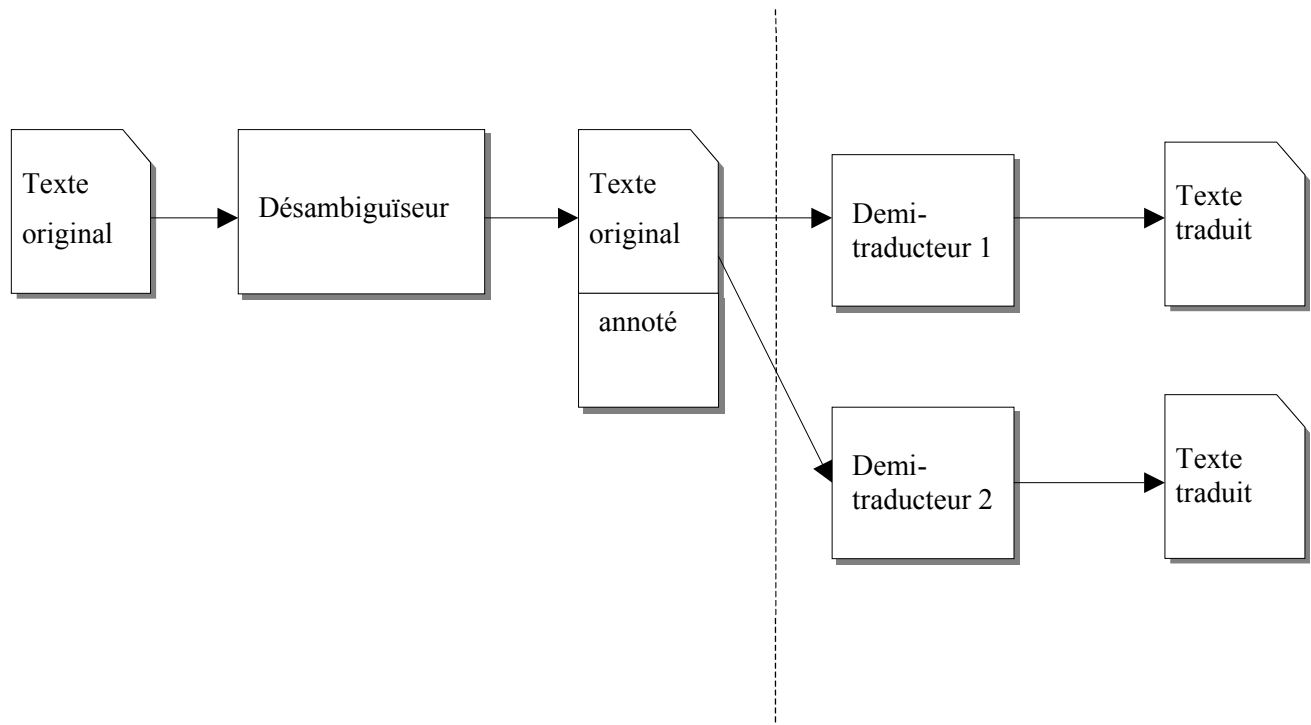 Texte
original
Désambiguïseur
Texte
original
annoté
Demi-
traducteur 1
Texte
traduit
Demi-
traducteur 2
Texte
traduit